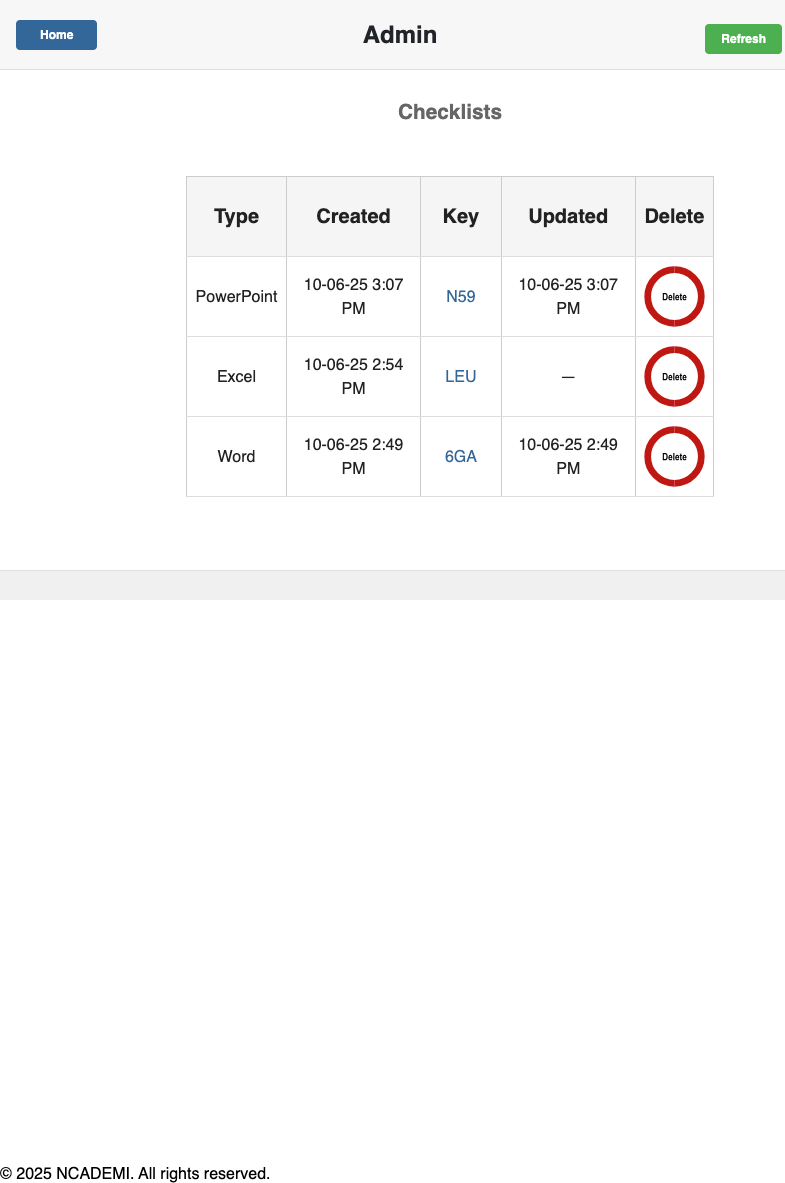 Home
Admin
Refresh
Checklists
Type Created Key Updated Delete
PowerPoint 10-06-25 3:07 PM N59 10-06-25 3:07 PM Delete
Excel 10-06-25 2:54 PM LEU — Delete
Word 10-06-25 2:49 PM 6GA 10-06-25 2:49 PM Delete
© 2025 NCADEMI. All rights reserved.